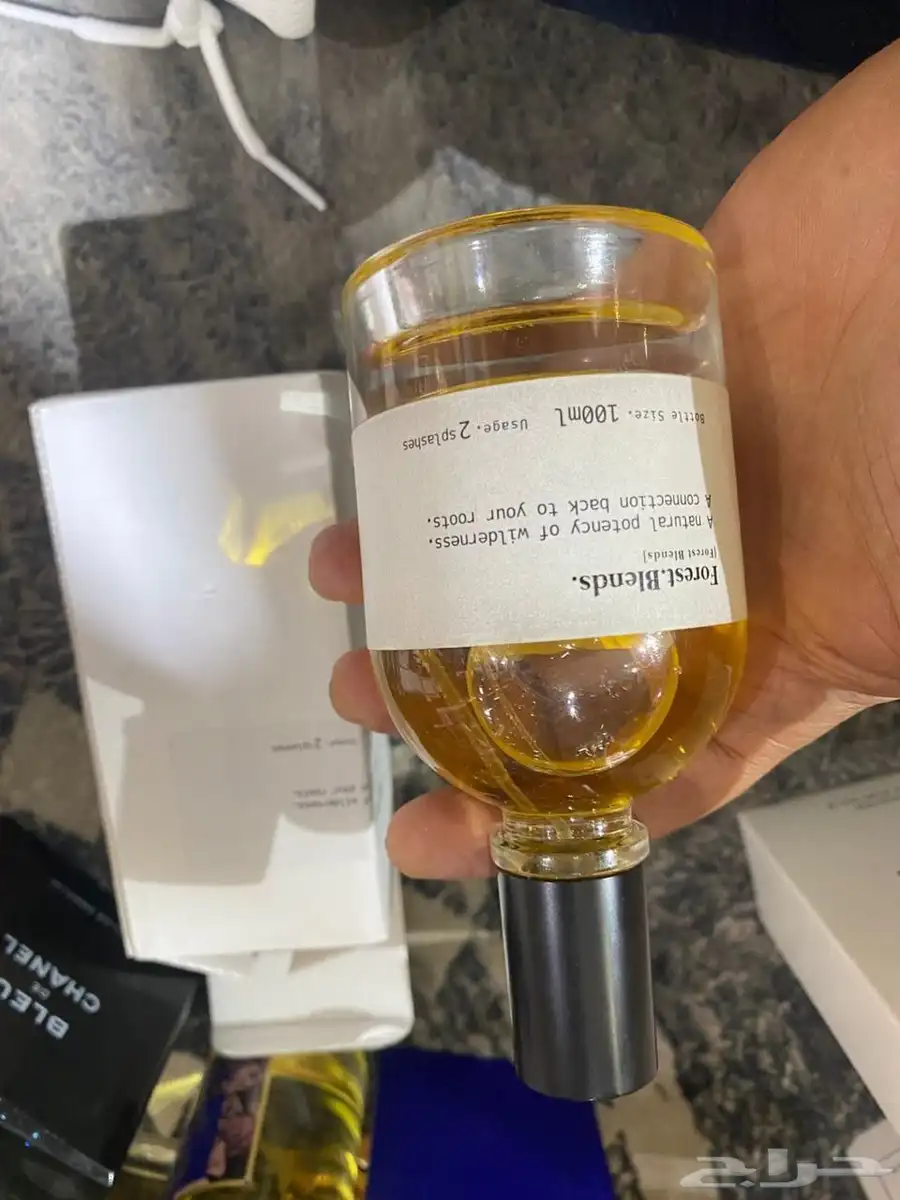 Forest.Blends.
[Forest Blends]
A natural potency of wilderness.
A connection back to your roots.
Bottle Size. 100ml Usage. 2 splashes
BLEU
DE
CHANEL
حراج